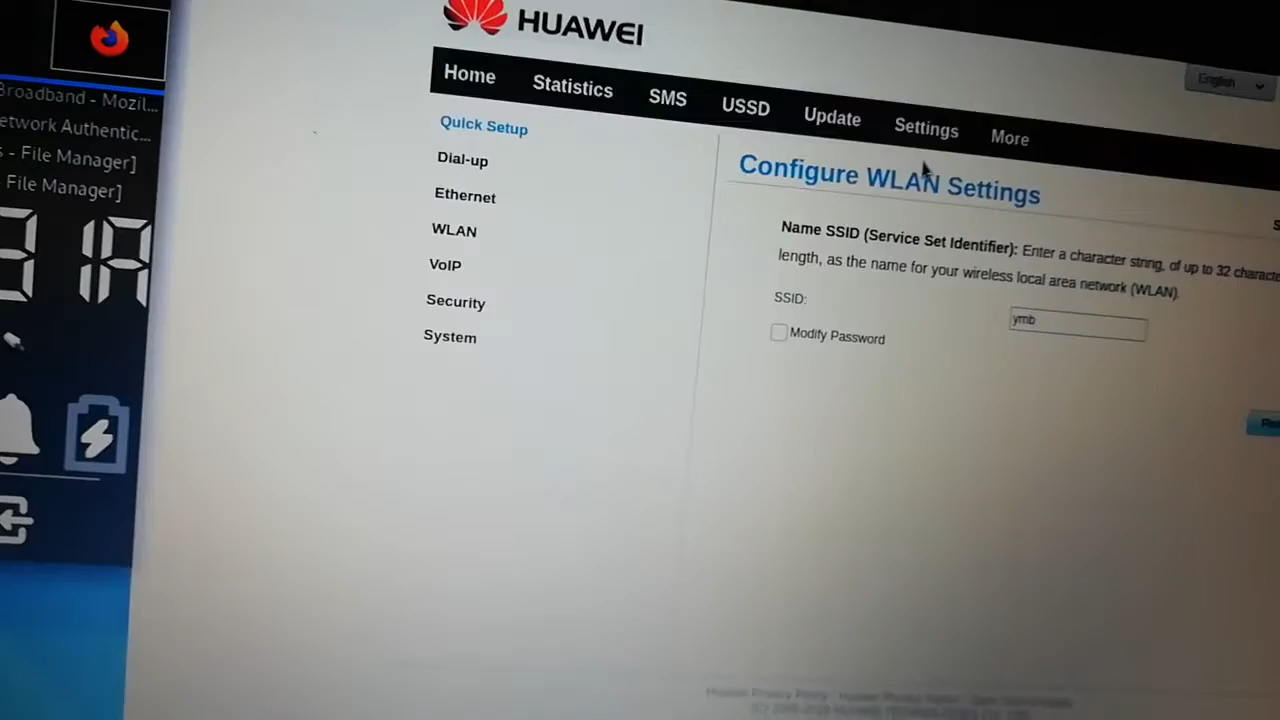 HUAWEI
English
Home Statistics SMS USSD Update Settings More
Broadband - Mozil...
etwork Authentic...
s - File Manager]
- File Manager]
Quick Setup
Dial-up
Ethernet
WLAN
VoIP
Security
System
Configure WLAN Settings
Name SSID (Service Set Identifier): Enter a character string, of up to 32 characte
length, as the name for your wireless local area network (WLAN).
SSID: ymb
Modify Password